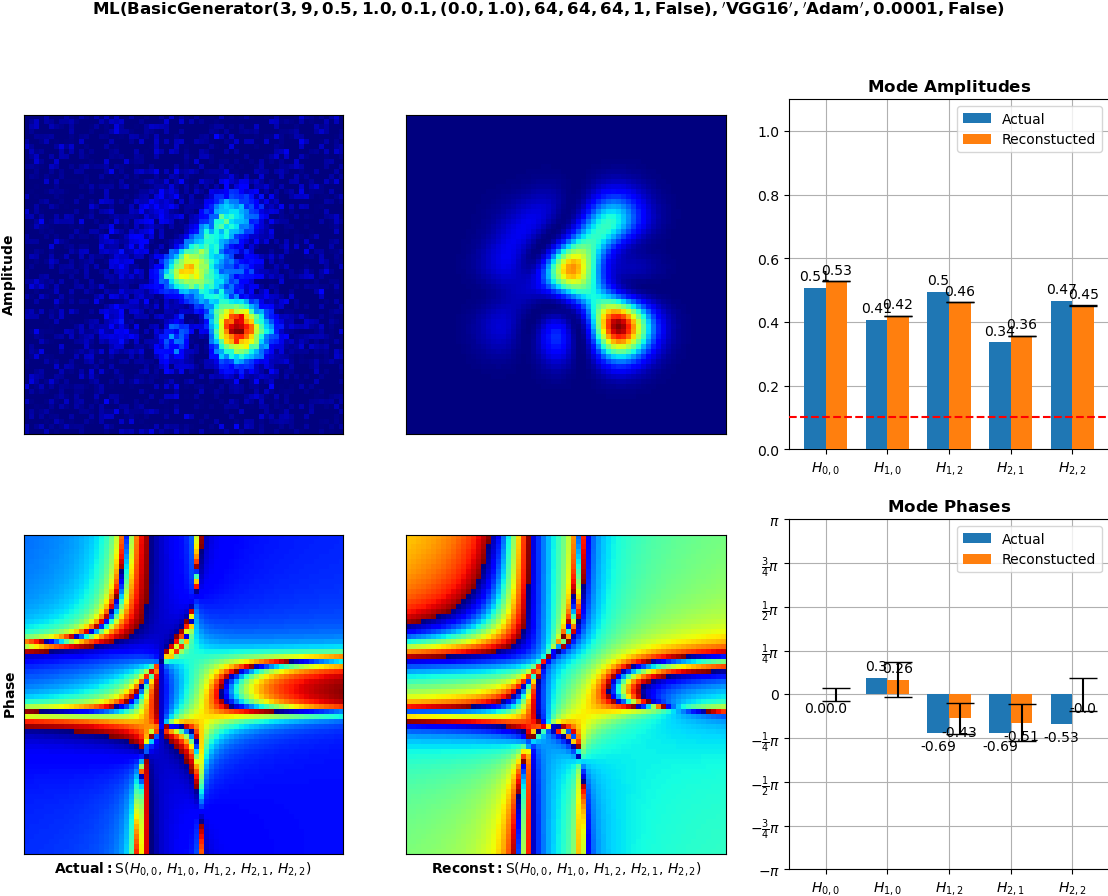 ML(BasicGenerator(3, 9, 0.5, 1.0, 0.1, (0.0, 1.0), 64, 64, 64, 1, False), 'VGG16', 'Adam', 0.0001, False)
Amplitude
Mode Amplitudes
Actual
Reconstucted
1.0
0.8
0.6
0.4
0.2
0.0
0.51 0.53
0.41 0.42
0.5 0.46
0.34 0.36
0.47 0.45
H0,0 H1,0 H1,2 H2,1 H2,2
Phase
Actual: S(H0,0, H1,0, H1,2, H2,1, H2,2)
Reconst: S(H0,0, H1,0, H1,2, H2,1, H2,2)
Mode Phases
Actual
Reconstucted
π
3/4π
1/2π
1/4π
0
−1/4π
−1/2π
−3/4π
−π
0.0 0.0
0.3 0.26
-0.69 -0.43
-0.69 -0.51
-0.53 -0.0
H0,0 H1,0 H1,2 H2,1 H2,2